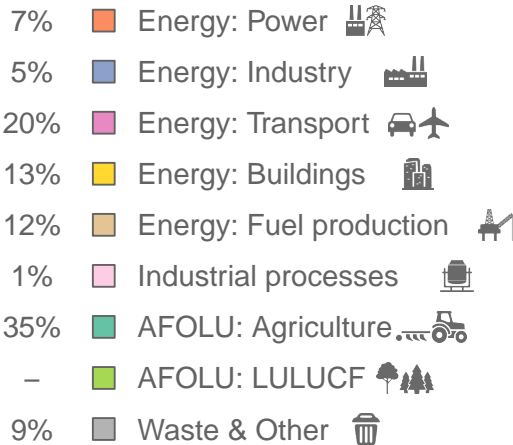 7% Energy: Power
5% Energy: Industry
20% Energy: Transport
13% Energy: Buildings
12% Energy: Fuel production
1% Industrial processes
35% AFOLU: Agriculture
– AFOLU: LULUCF
9% Waste & Other